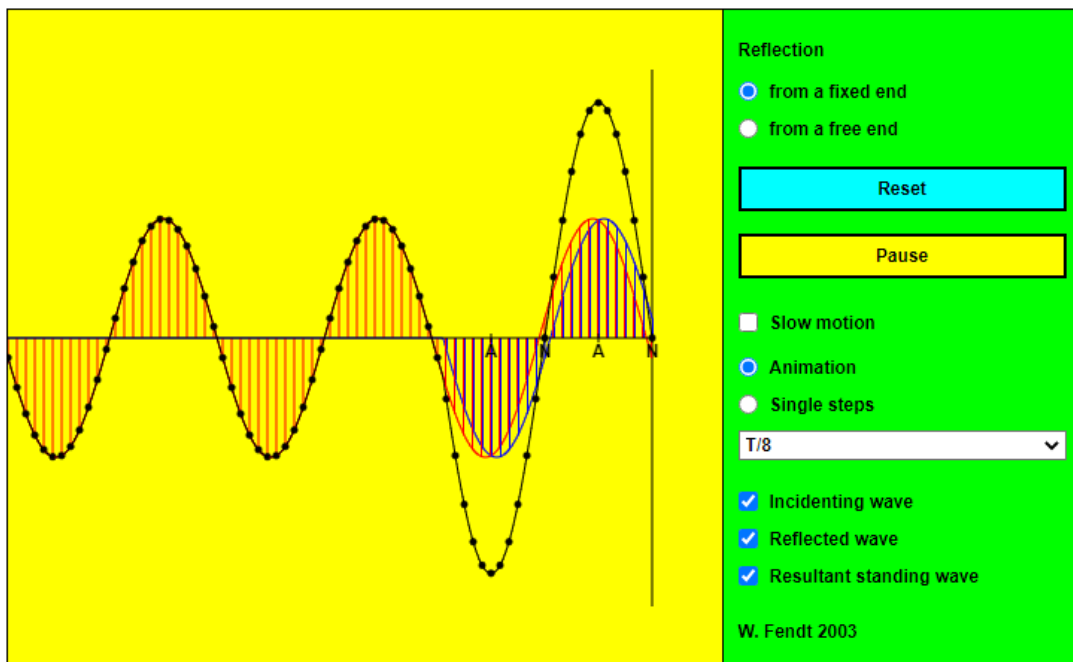 A N A N
Reflection
from a fixed end
from a free end
Reset
Pause
Slow motion
Animation
Single steps
T/8
Incidenting wave
Reflected wave
Resultant standing wave
W. Fendt 2003